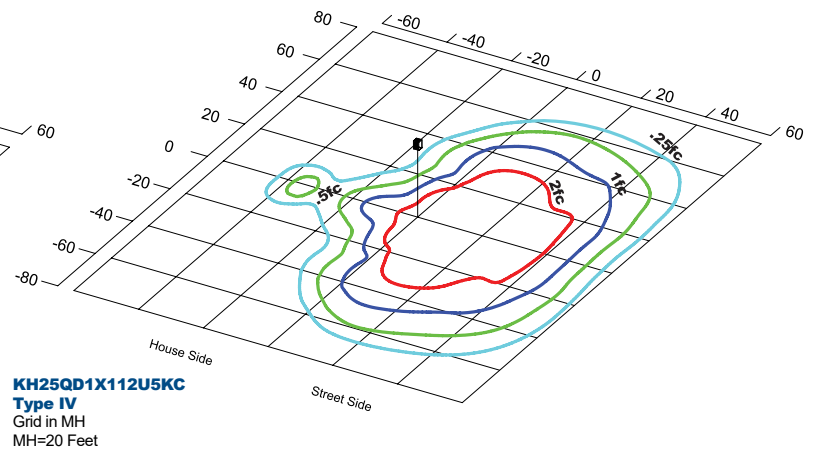 80
60
40
20
0
-20
-40
-60
-80
-60
-40
-20
0
20
40
60
60
.25fc
1fc
2fc
.5fc
House Side
Street Side
KH25QD1X112U5KC
Type IV
Grid in MH
MH=20 Feet